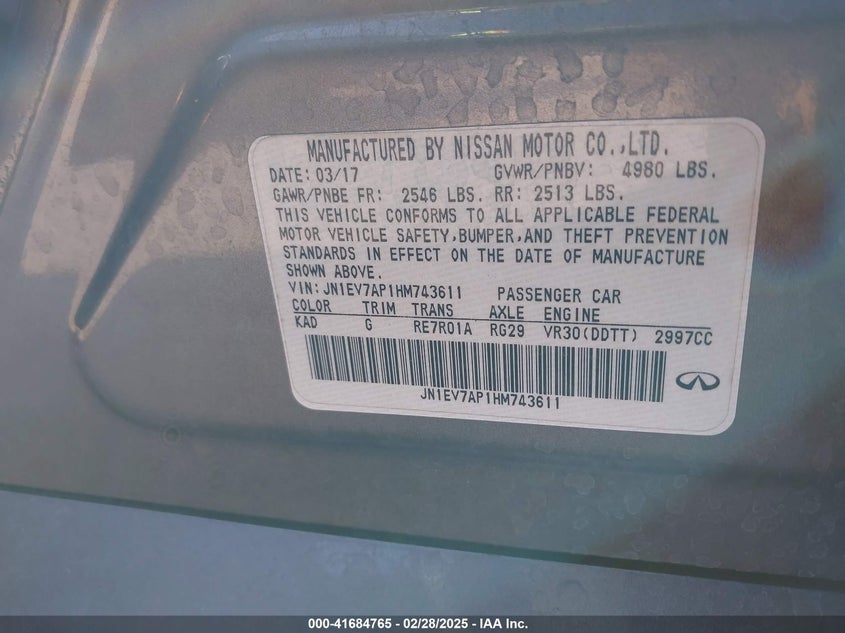 MANUFACTURED BY NISSAN MOTOR CO.,LTD.
DATE: 03/17 GVWR/PNBV: 4980 LBS.
GAWR/PNBE FR: 2546 LBS. RR: 2513 LBS.
THIS VEHICLE CONFORMS TO ALL APPLICABLE FEDERAL
MOTOR VEHICLE SAFETY,BUMPER,AND THEFT PREVENTION
STANDARDS IN EFFECT ON THE DATE OF MANUFACTURE
SHOWN ABOVE.
VIN: JN1EV7AP1HM743611 PASSENGER CAR
COLOR TRIM TRANS AXLE ENGINE
KAD G RE7R01A RG29 VR30(DDTT) 2997CC
JN1EV7AP1HM743611
000-41684765 - 02/28/2025 - IAA Inc.